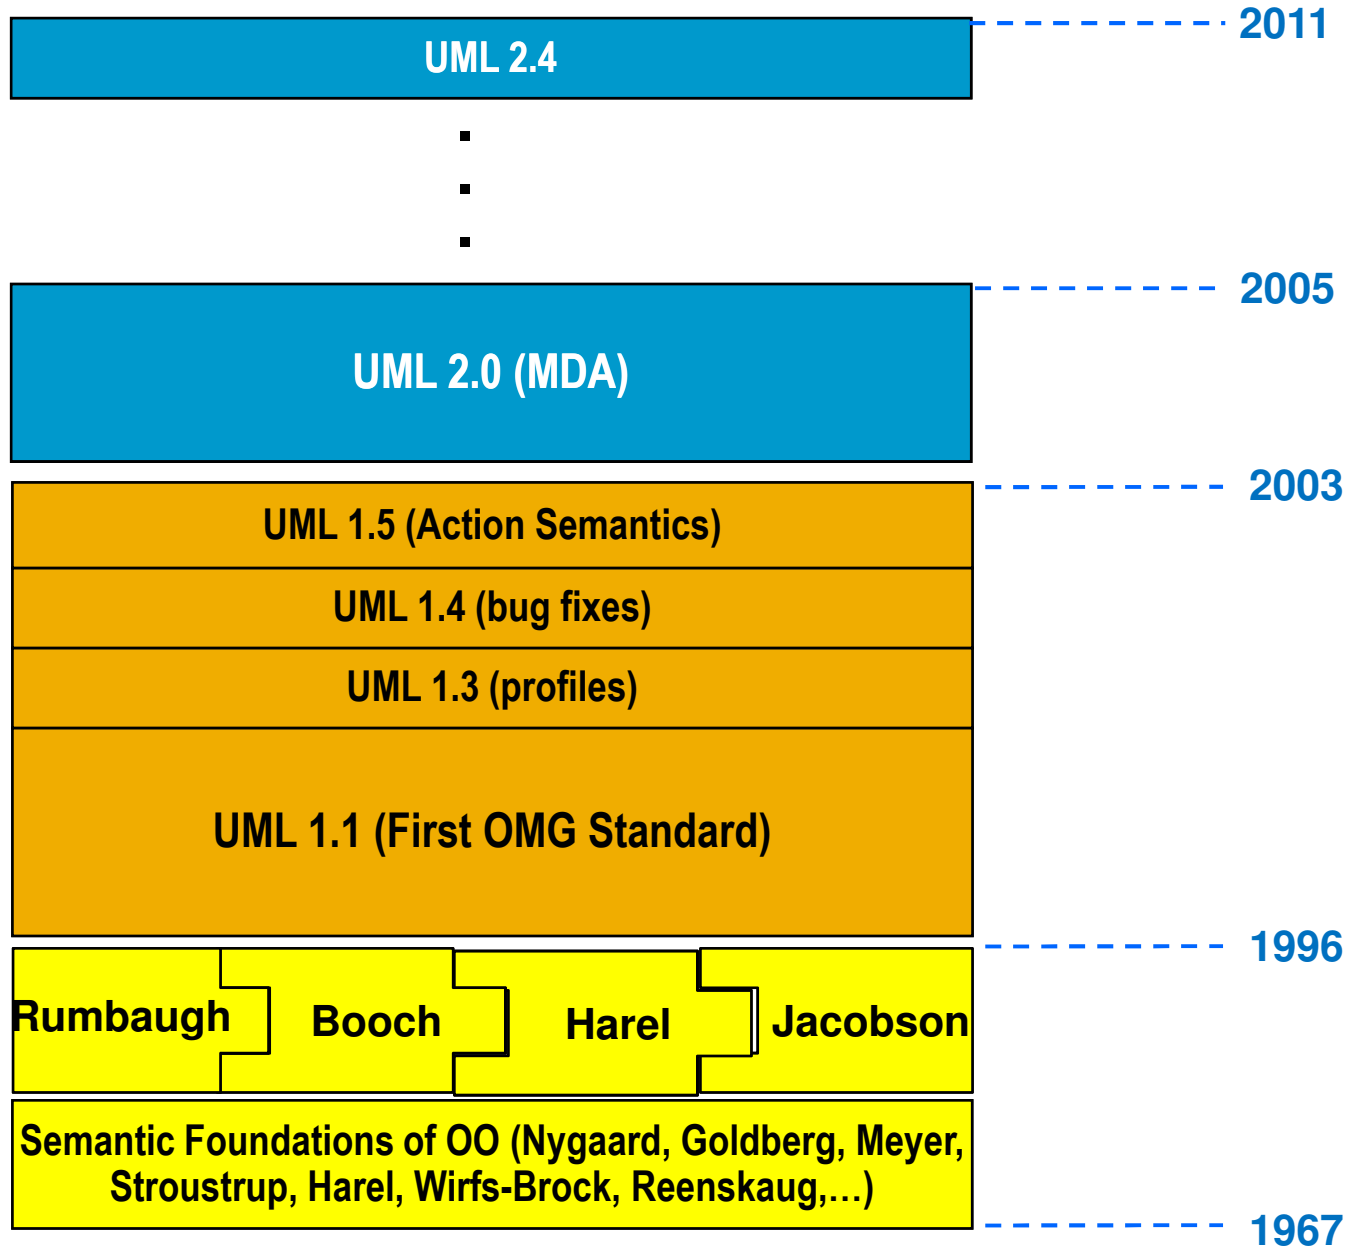 2011
UML 2.4
2005
UML 2.0 (MDA)
2003
UML 1.5 (Action Semantics)
UML 1.4 (bug fixes)
UML 1.3 (profiles)
UML 1.1 (First OMG Standard)
1996
Rumbaugh Booch Harel Jacobson
Semantic Foundations of OO (Nygaard, Goldberg, Meyer,
Stroustrup, Harel, Wirfs-Brock, Reenskaug,…)
1967